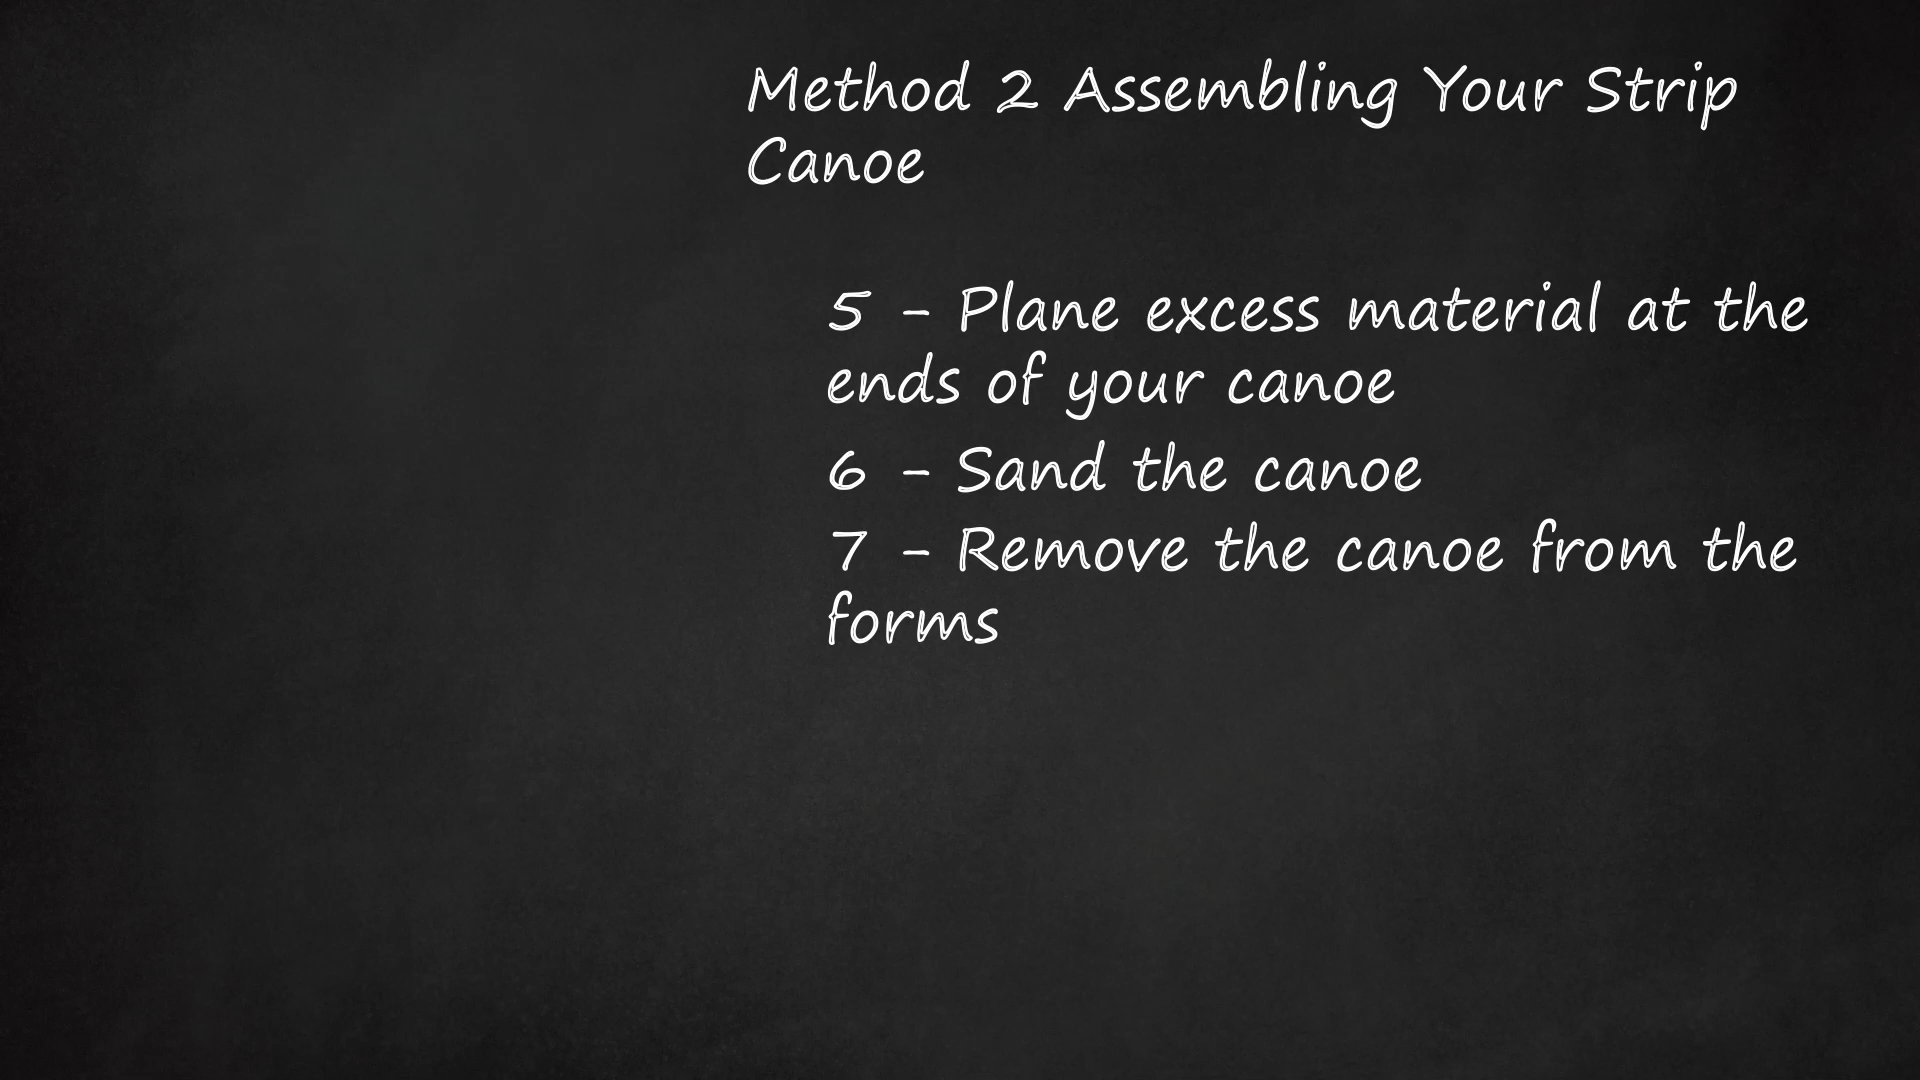 Method 2 Assembling Your Strip
Canoe
5 - Plane excess material at the
ends of your canoe
6 - Sand the canoe
7 - Remove the canoe from the
forms